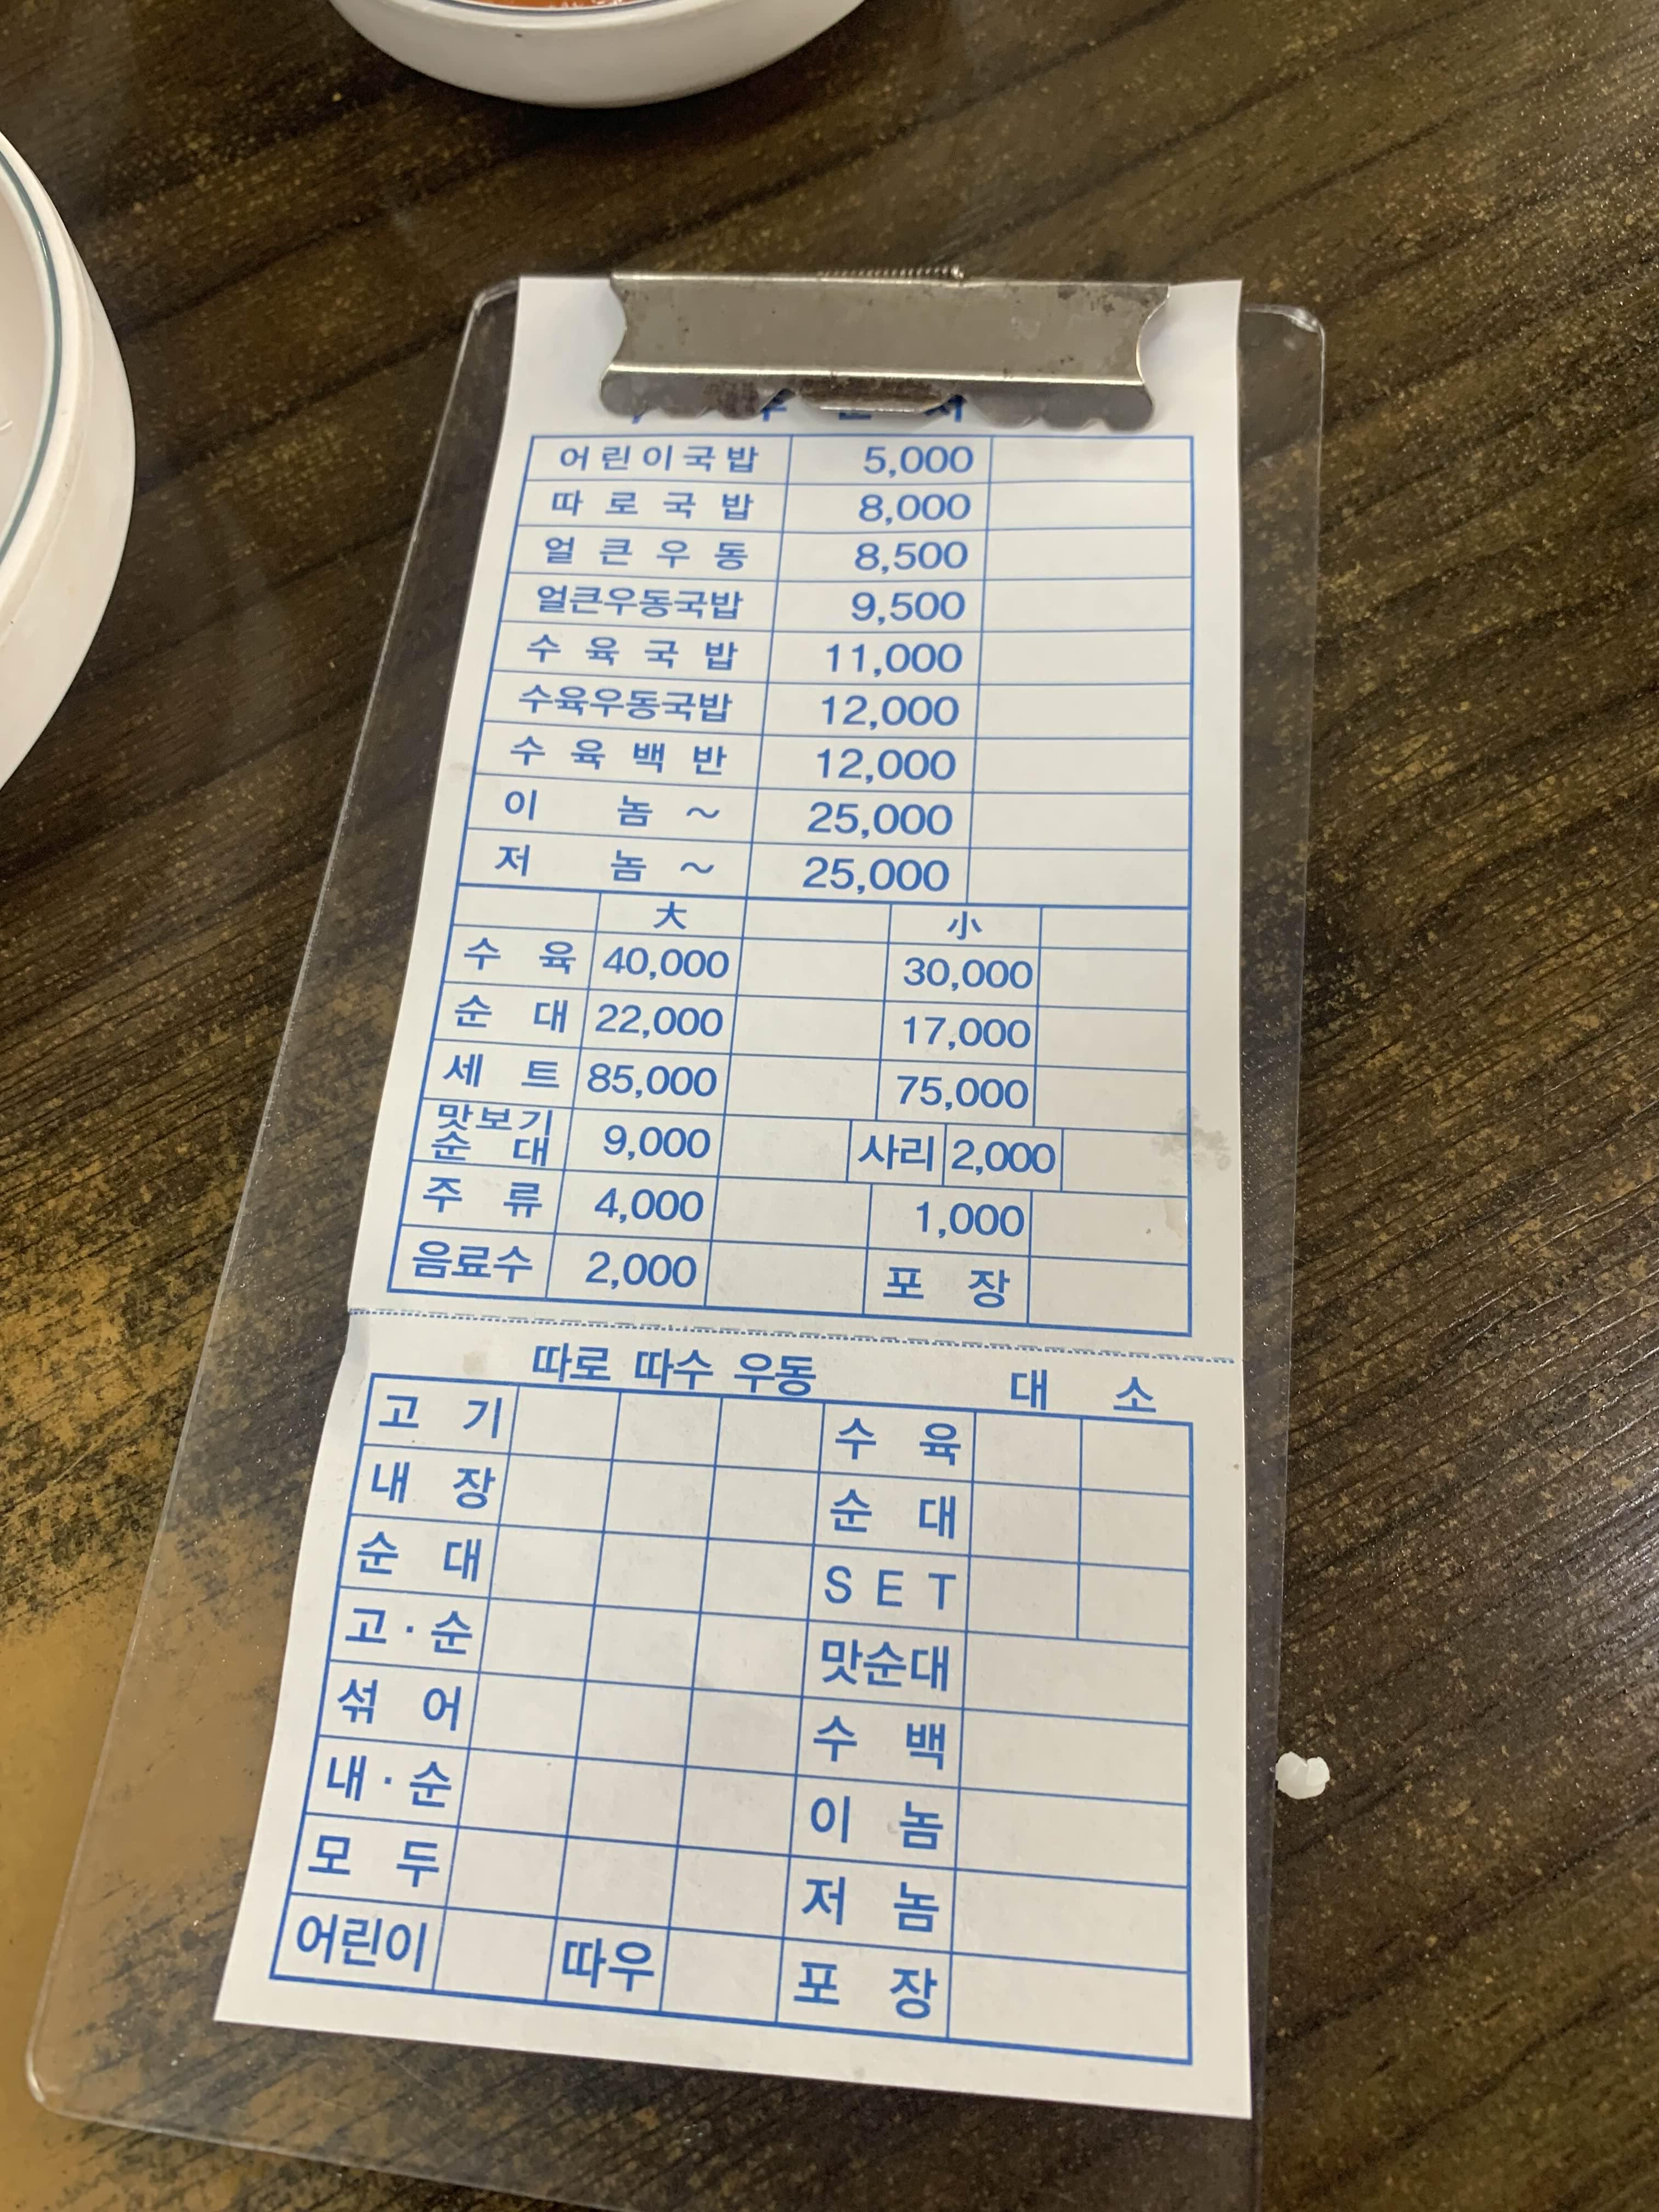 어린이국밥 5,000
따로국밥 8,000
얼큰우동 8,500
얼큰우동국밥 9,500
수육국밥 11,000
수육우동국밥 12,000
수육백반 12,000
이놈~ 25,000
저놈~ 25,000
大 小
수육 40,000 30,000
순대 22,000 17,000
세트 85,000 75,000
맛보기
순대 9,000 사리 2,000
주류 4,000 1,000
음료수 2,000 포장
따로 따수 우동 대 소
고기 수육
내장 순대
순대 SET
고·순 맛순대
섞어 수백
내·순 이놈
모두 저놈
어린이 따우 포장